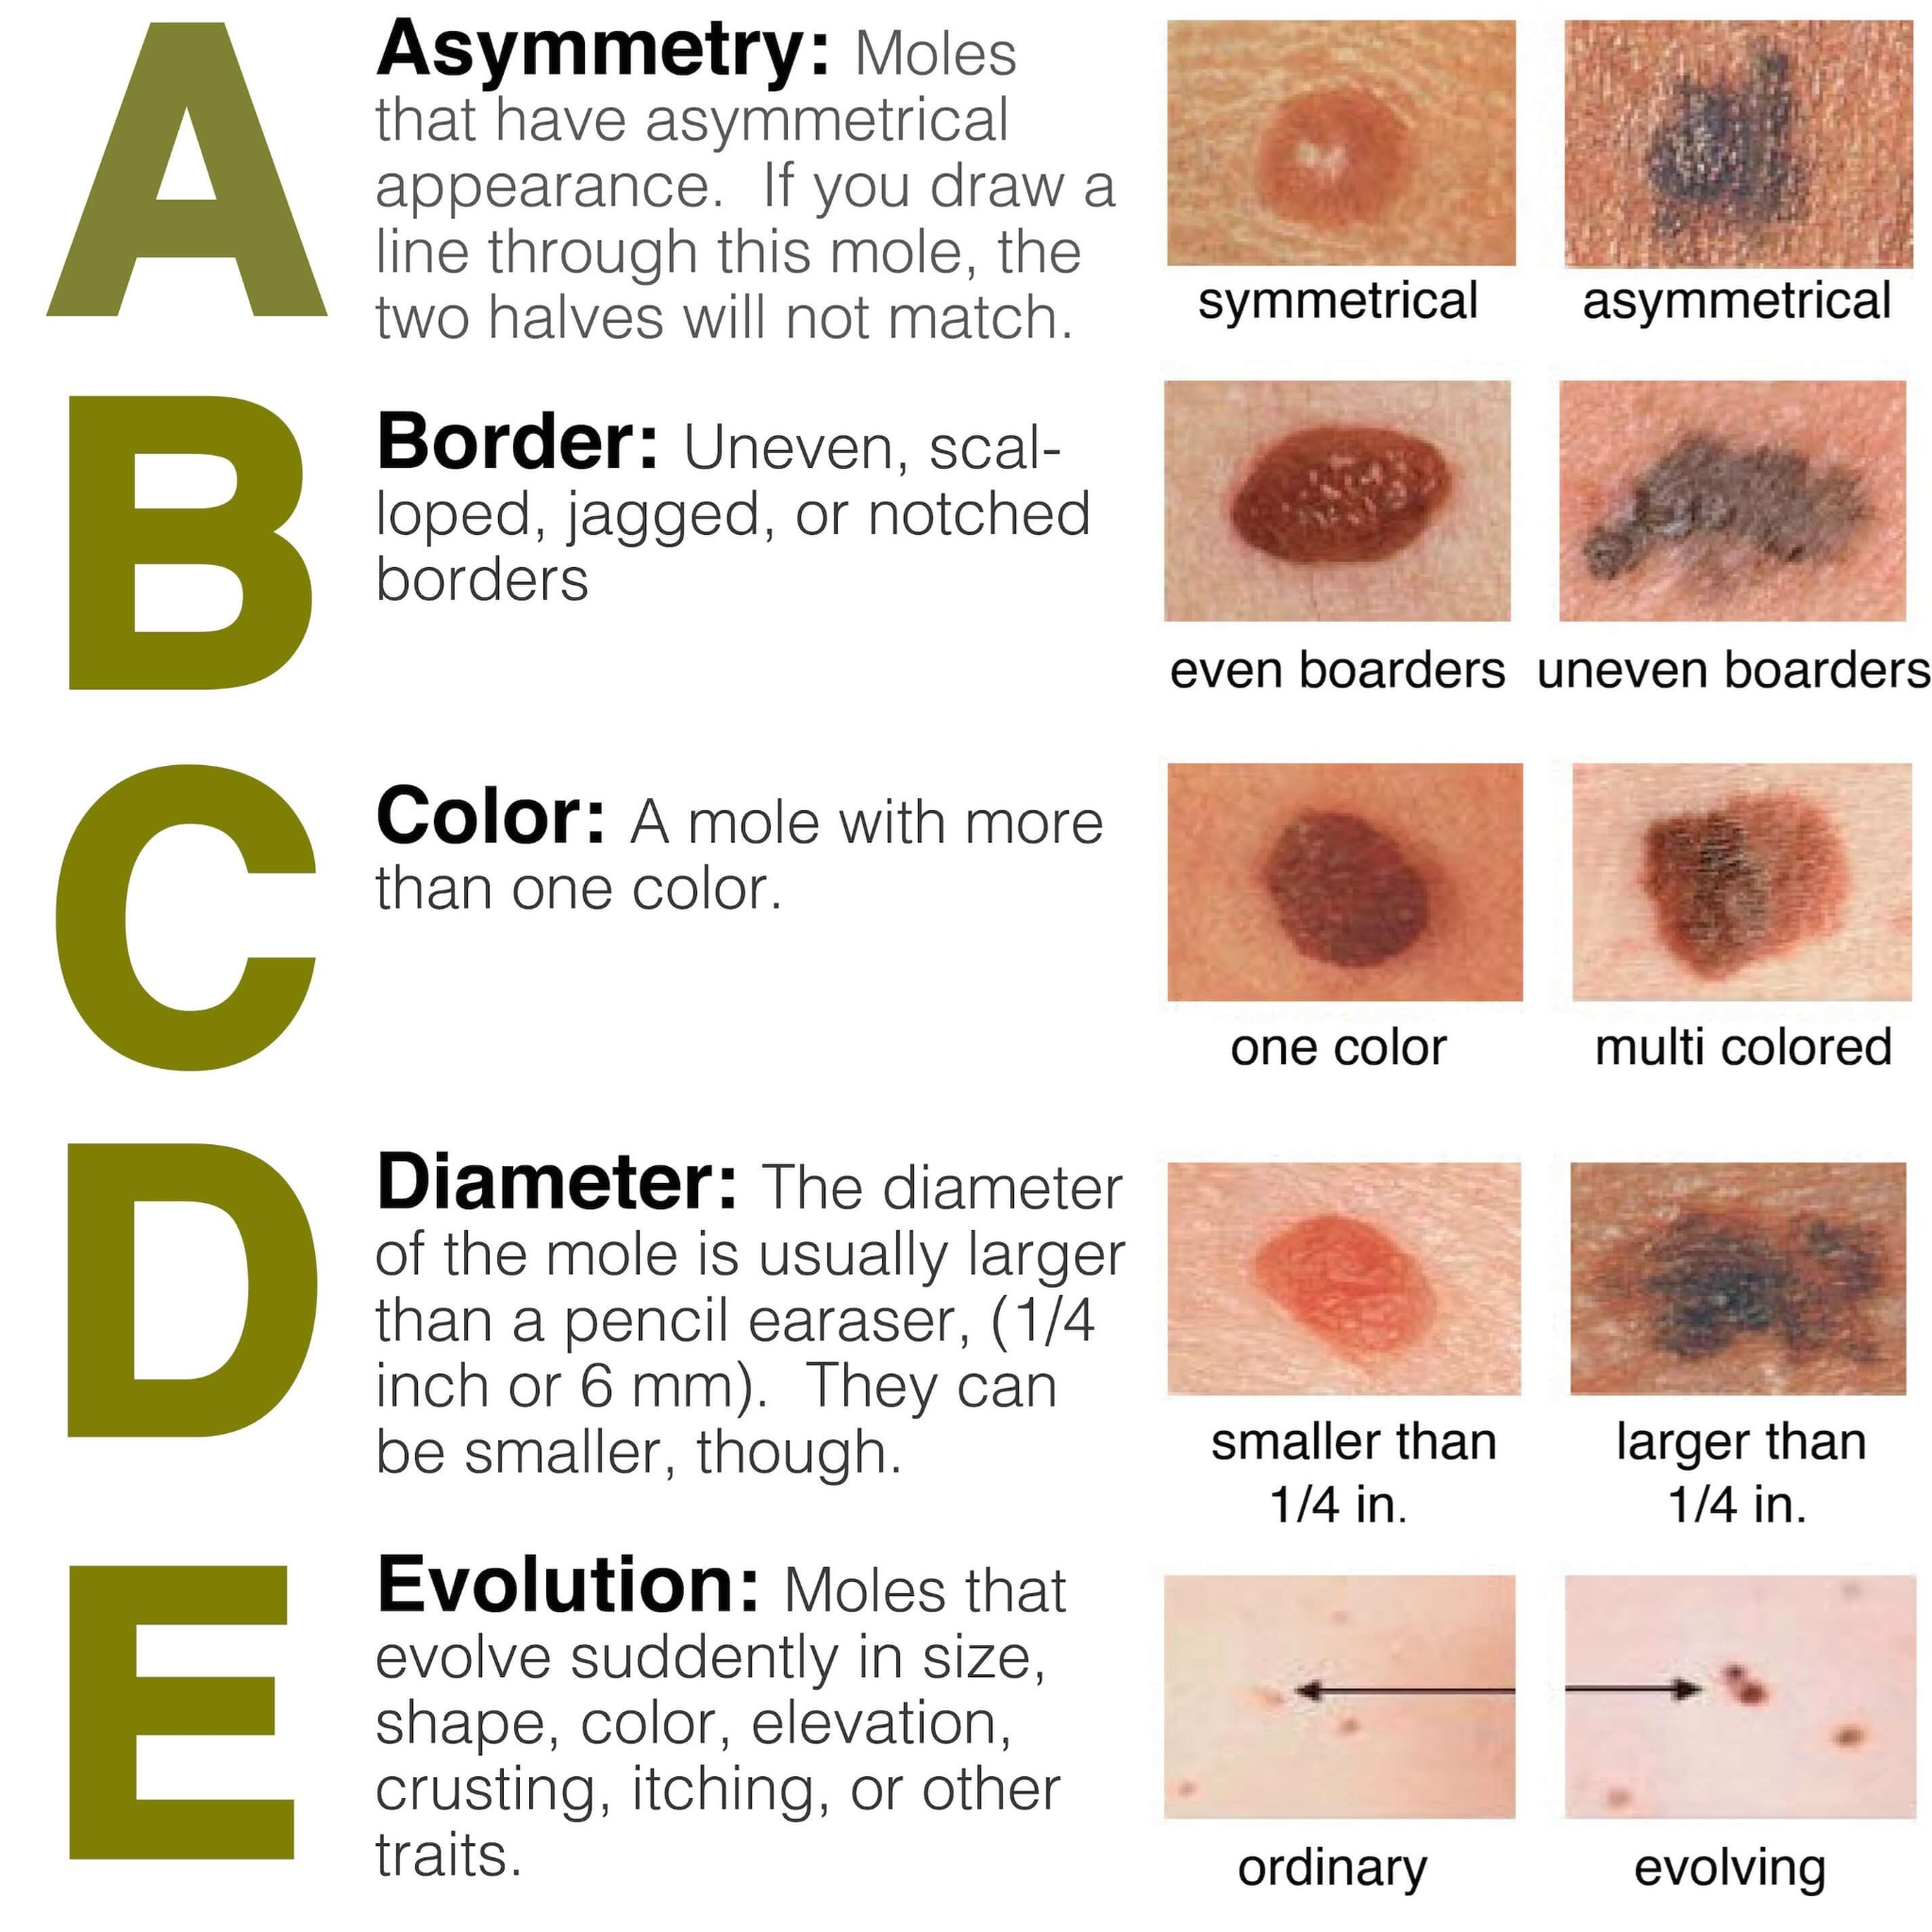 A
Asymmetry: Moles
that have asymmetrical
appearance.  If you draw a
line through this mole, the
two halves will not match.
symmetrical
asymmetrical
B
Border: Uneven, scal-
loped, jagged, or notched
borders
even boarders
uneven boarders
C
Color: A mole with more
than one color.
one color
multi colored
D
Diameter: The diameter
of the mole is usually larger
than a pencil earaser, (1/4
inch or 6 mm).  They can
be smaller, though.
smaller than
1/4 in.
larger than
1/4 in.
E
Evolution: Moles that
evolve suddently in size,
shape, color, elevation,
crusting, itching, or other
traits.
ordinary
evolving